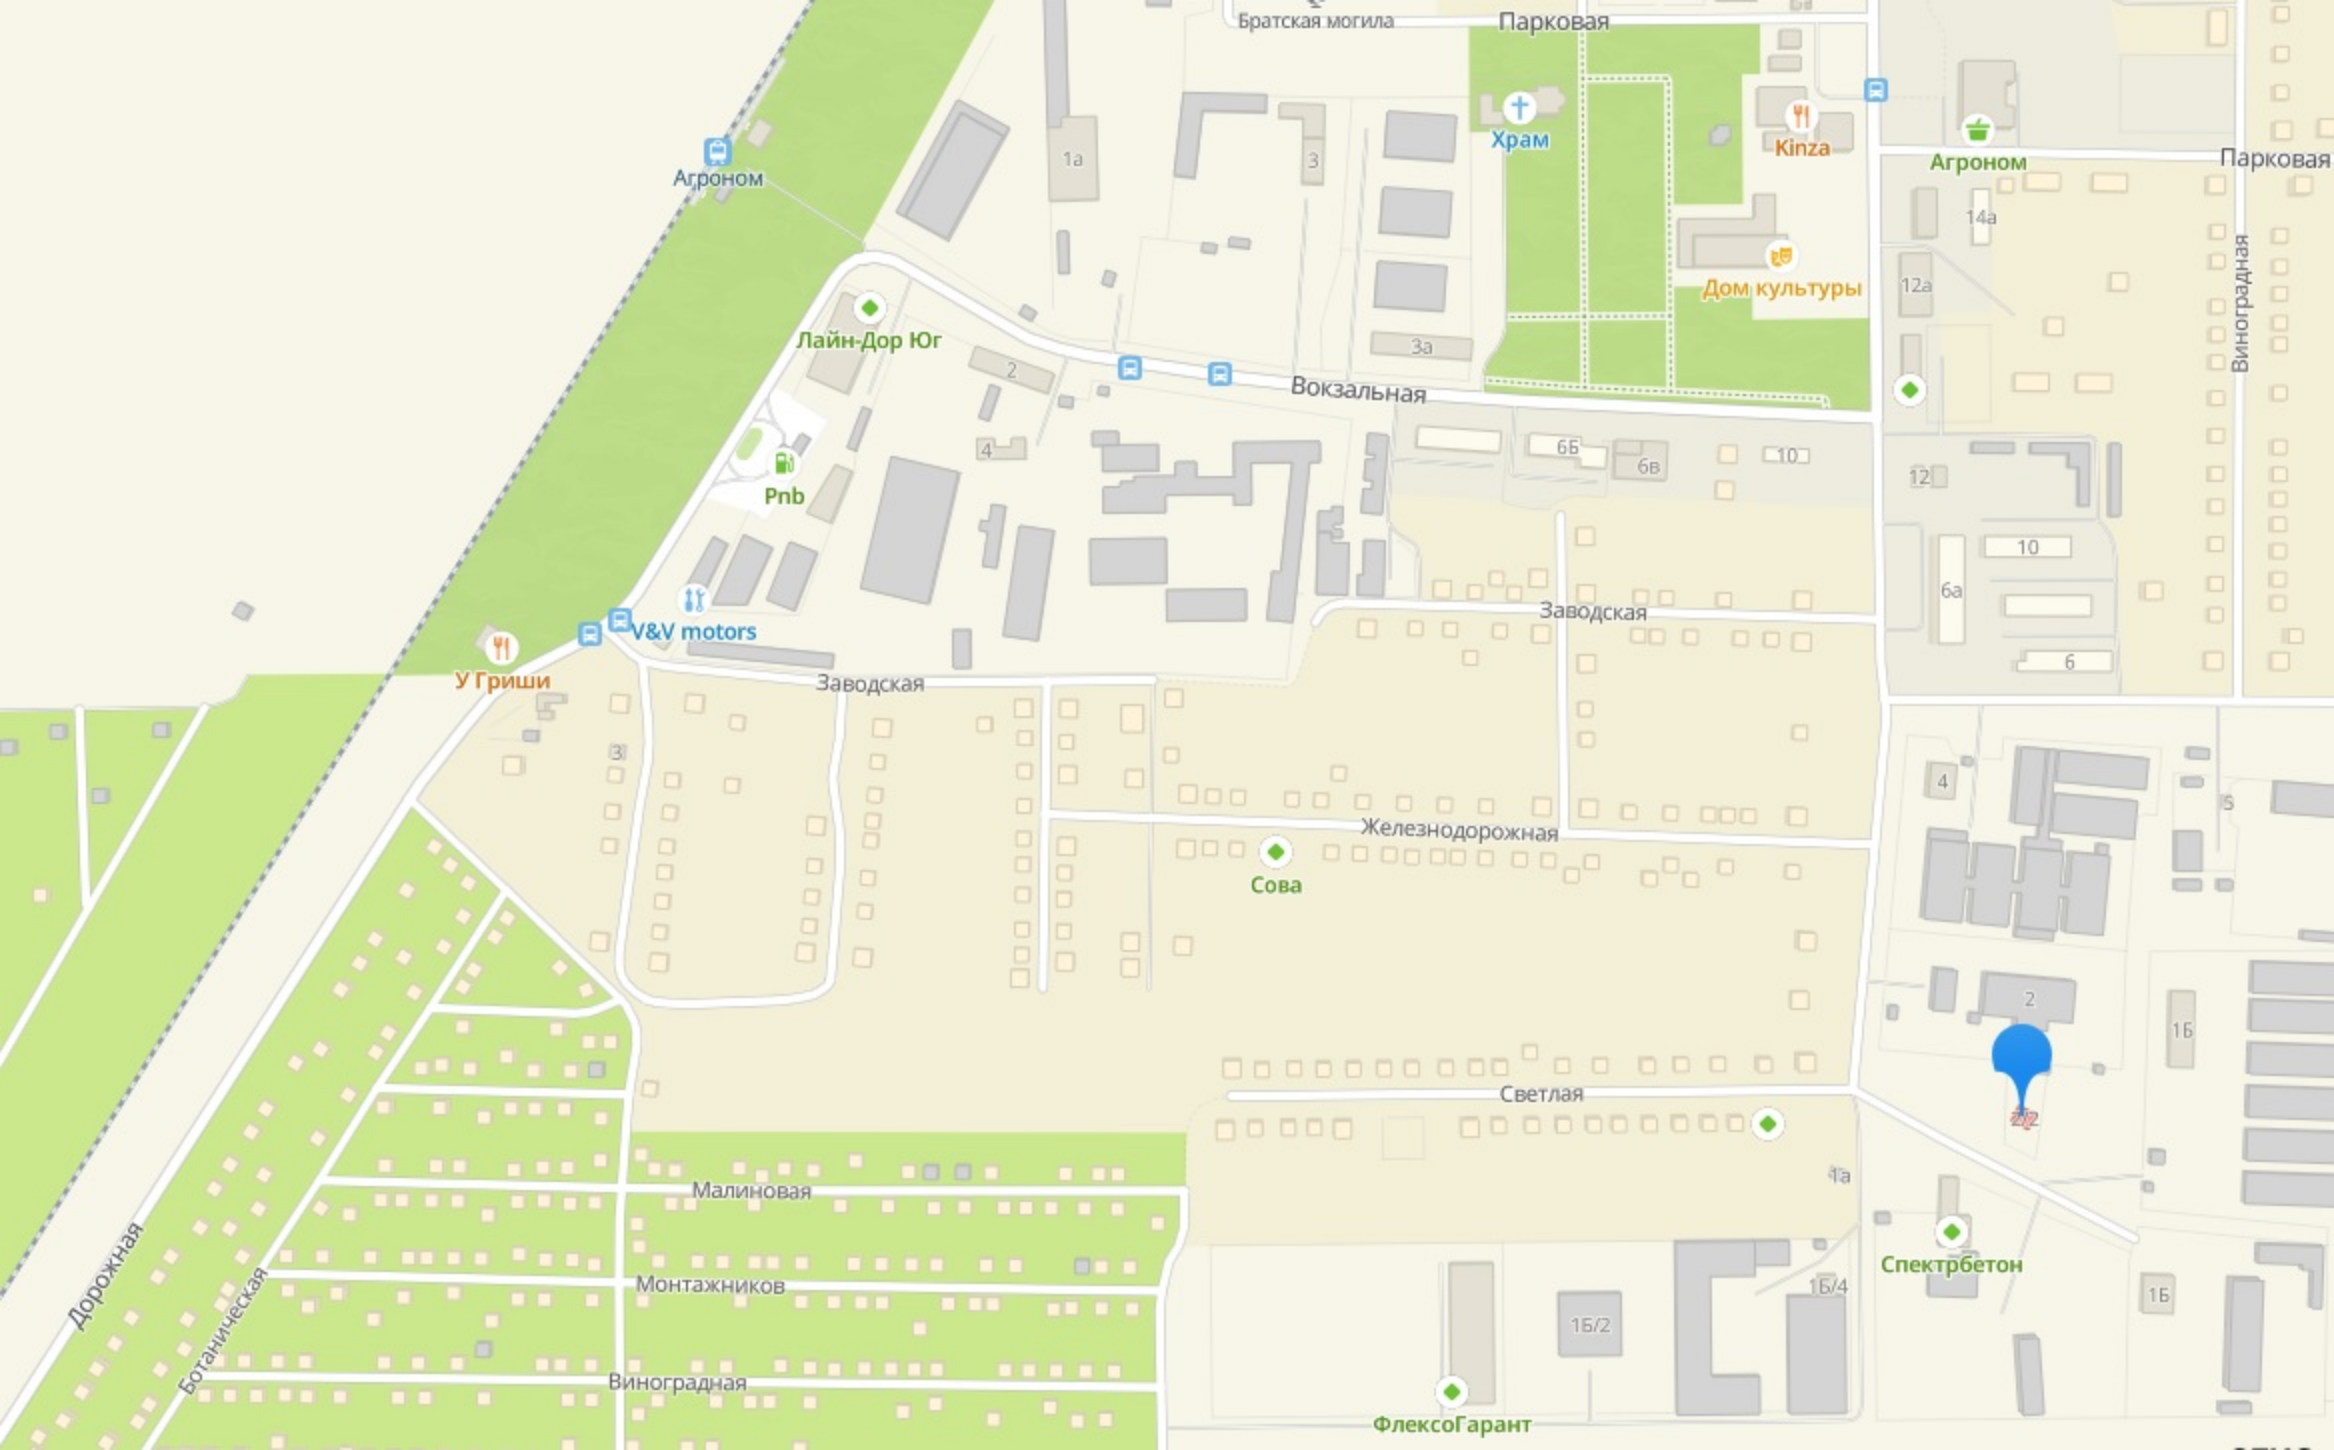 Братская могила
Парковая
Храм
Kinza
Агроном
Парковая
Агроном
1а
3
14а
Дом культуры
12а
Виноградная
Лайн-Дор Юг
2
3а
Вокзальная
4
6Б
6в
10
12
Pnb
10
6а
Заводская
V&V motors
6
У Гриши
Заводская
3
4
5
Железнодорожная
Сова
2
1Б
Светлая
2/2
1а
Малиновая
Дорожная
Спектрбетон
Монтажников
1Б/4
1Б
1Б/2
Ботаническая
Виноградная
ФлексоГарант